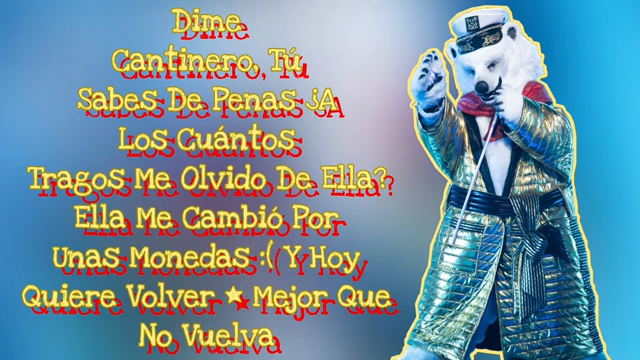 Dime
Cantinero, Tú
Sabes De Penas ¡A
Los Cuántos
Tragos Me Olvido De Ella?
Ella Me Cambió Por
Unas Monedas :( Y Hoy
Quiere Volver ★ Mejor Que
No Vuelva